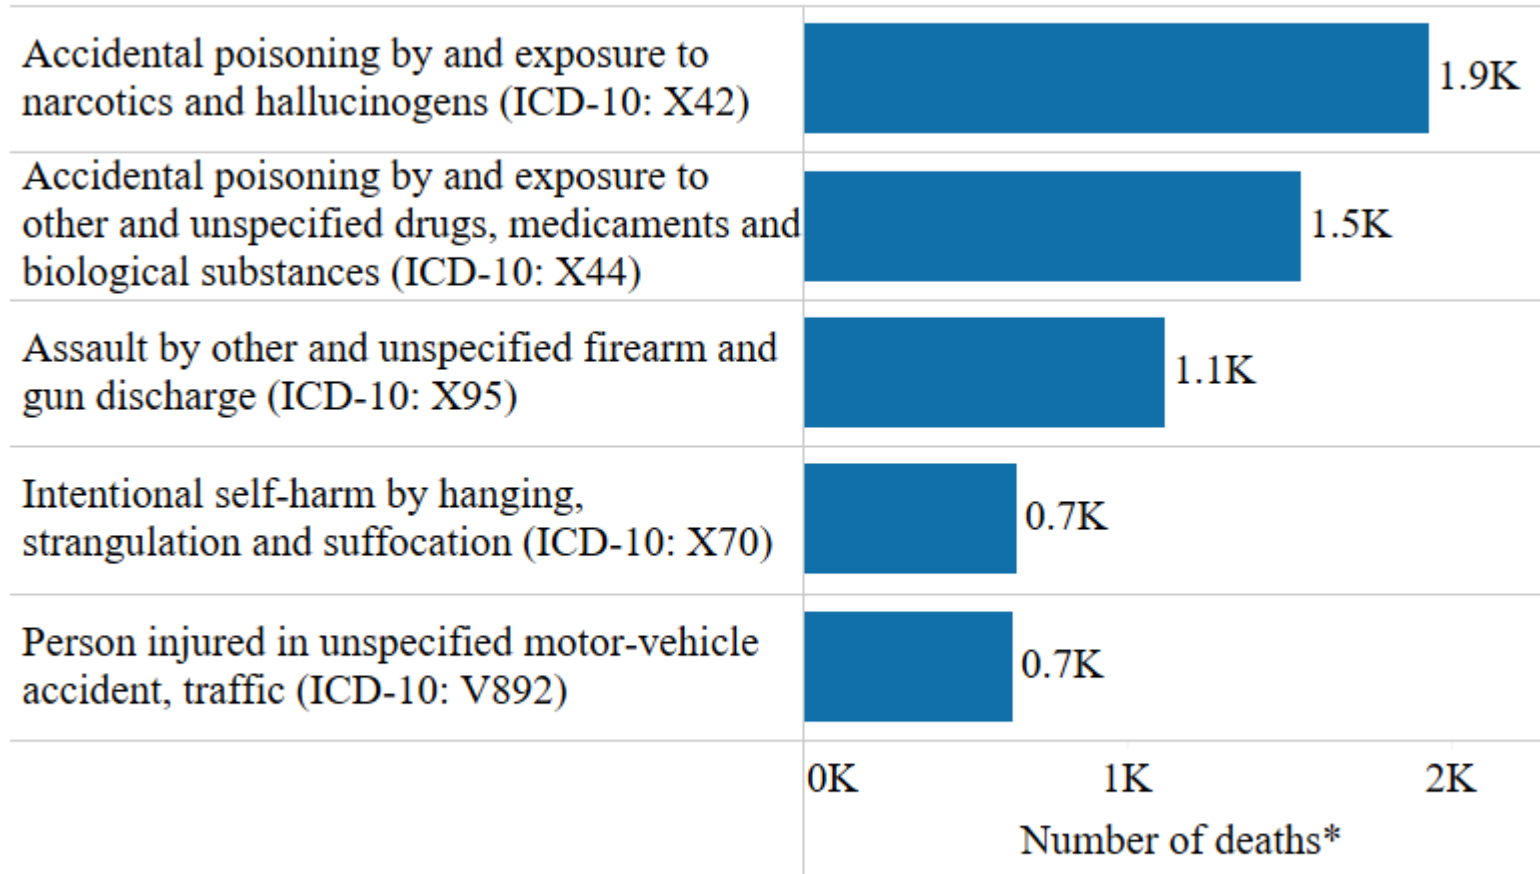 Accidental poisoning by and exposure to
narcotics and hallucinogens (ICD-10: X42)
1.9K
Accidental poisoning by and exposure to
other and unspecified drugs, medicaments and
biological substances (ICD-10: X44)
1.5K
Assault by other and unspecified firearm and
gun discharge (ICD-10: X95)
1.1K
Intentional self-harm by hanging,
strangulation and suffocation (ICD-10: X70)
0.7K
Person injured in unspecified motor-vehicle
accident, traffic (ICD-10: V892)
0.7K
0K 1K 2K
Number of deaths*